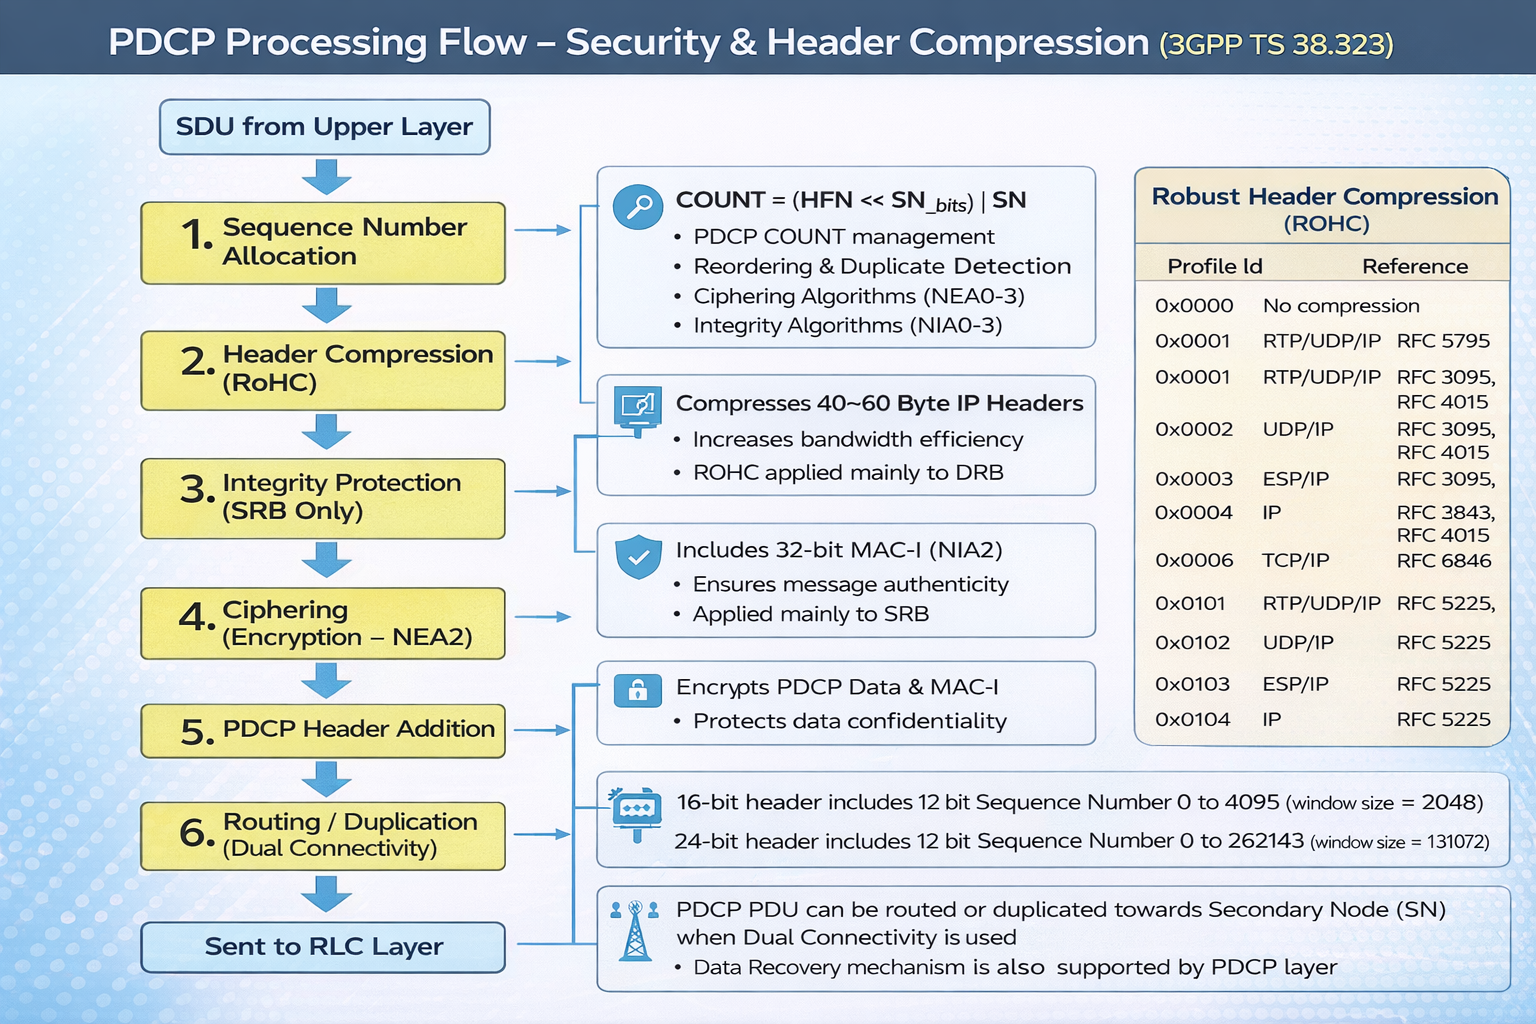 PDCP Processing Flow – Security & Header Compression (3GPP TS 38.323)
SDU from Upper Layer
1. Sequence Number
Allocation
2. Header Compression
(RoHC)
3. Integrity Protection
(SRB Only)
4. Ciphering
(Encryption – NEA2)
5. PDCP Header Addition
6. Routing / Duplication
(Dual Connectivity)
Sent to RLC Layer
COUNT = (HFN << SN_bits) | SN
• PDCP COUNT management
• Reordering & Duplicate Detection
• Ciphering Algorithms (NEA0-3)
• Integrity Algorithms (NIA0-3)
Compresses 40~60 Byte IP Headers
• Increases bandwidth efficiency
• ROHC applied mainly to DRB
Includes 32-bit MAC-I (NIA2)
• Ensures message authenticity
• Applied mainly to SRB
Encrypts PDCP Data & MAC-I
• Protects data confidentiality
16-bit header includes 12 bit Sequence Number 0 to 4095 (window size = 2048)
24-bit header includes 12 bit Sequence Number 0 to 262143 (window size = 131072)
PDCP PDU can be routed or duplicated towards Secondary Node (SN)
when Dual Connectivity is used
• Data Recovery mechanism is also supported by PDCP layer
Robust Header Compression
(ROHC)
Profile Id Reference
0x0000 No compression
0x0001 RTP/UDP/IP RFC 5795
0x0001 RTP/UDP/IP RFC 3095,
RFC 4015
0x0002 UDP/IP RFC 3095,
RFC 4015
0x0003 ESP/IP RFC 3095,
0x0004 IP RFC 3843,
RFC 4015
0x0006 TCP/IP RFC 6846
0x0101 RTP/UDP/IP RFC 5225,
0x0102 UDP/IP RFC 5225
0x0103 ESP/IP RFC 5225
0x0104 IP RFC 5225